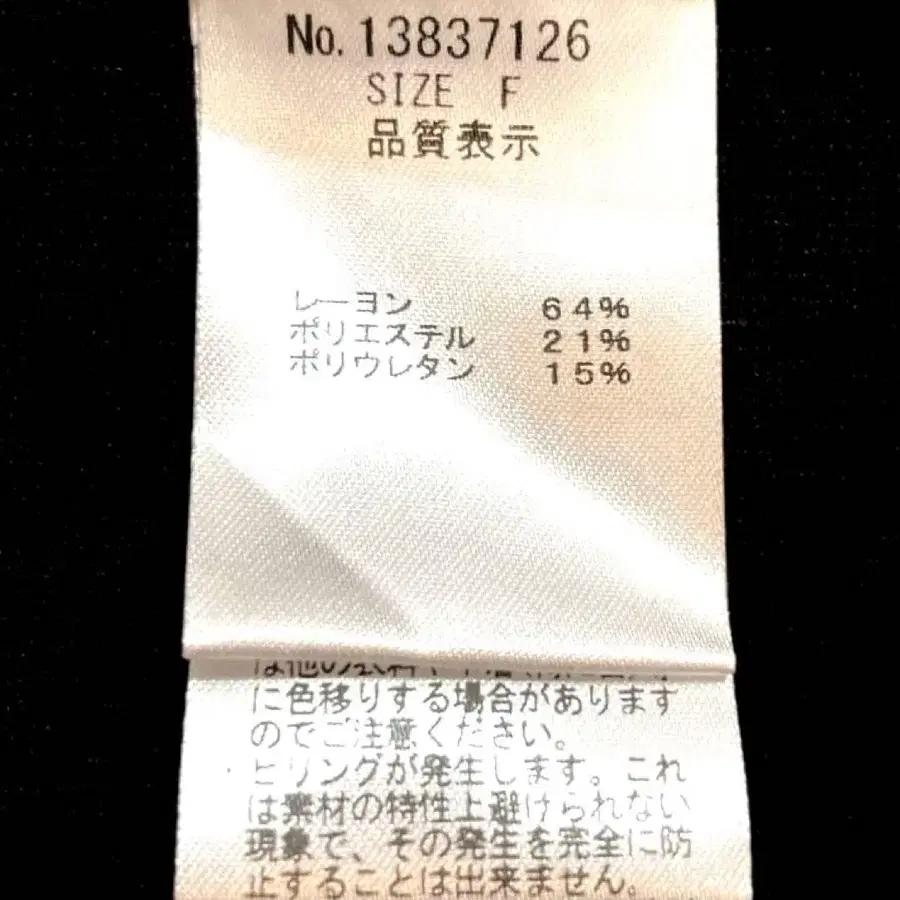 No.13837126
SIZE F
品質表示
レーヨン 64%
ポリエステル 21%
ポリウレタン 15%
に色移りする場合があります
のでご注意ください。
・ピリングが発生します。これ
は素材の特性上避けられない
現象で、その発生を完全に防
止することは出来ません。